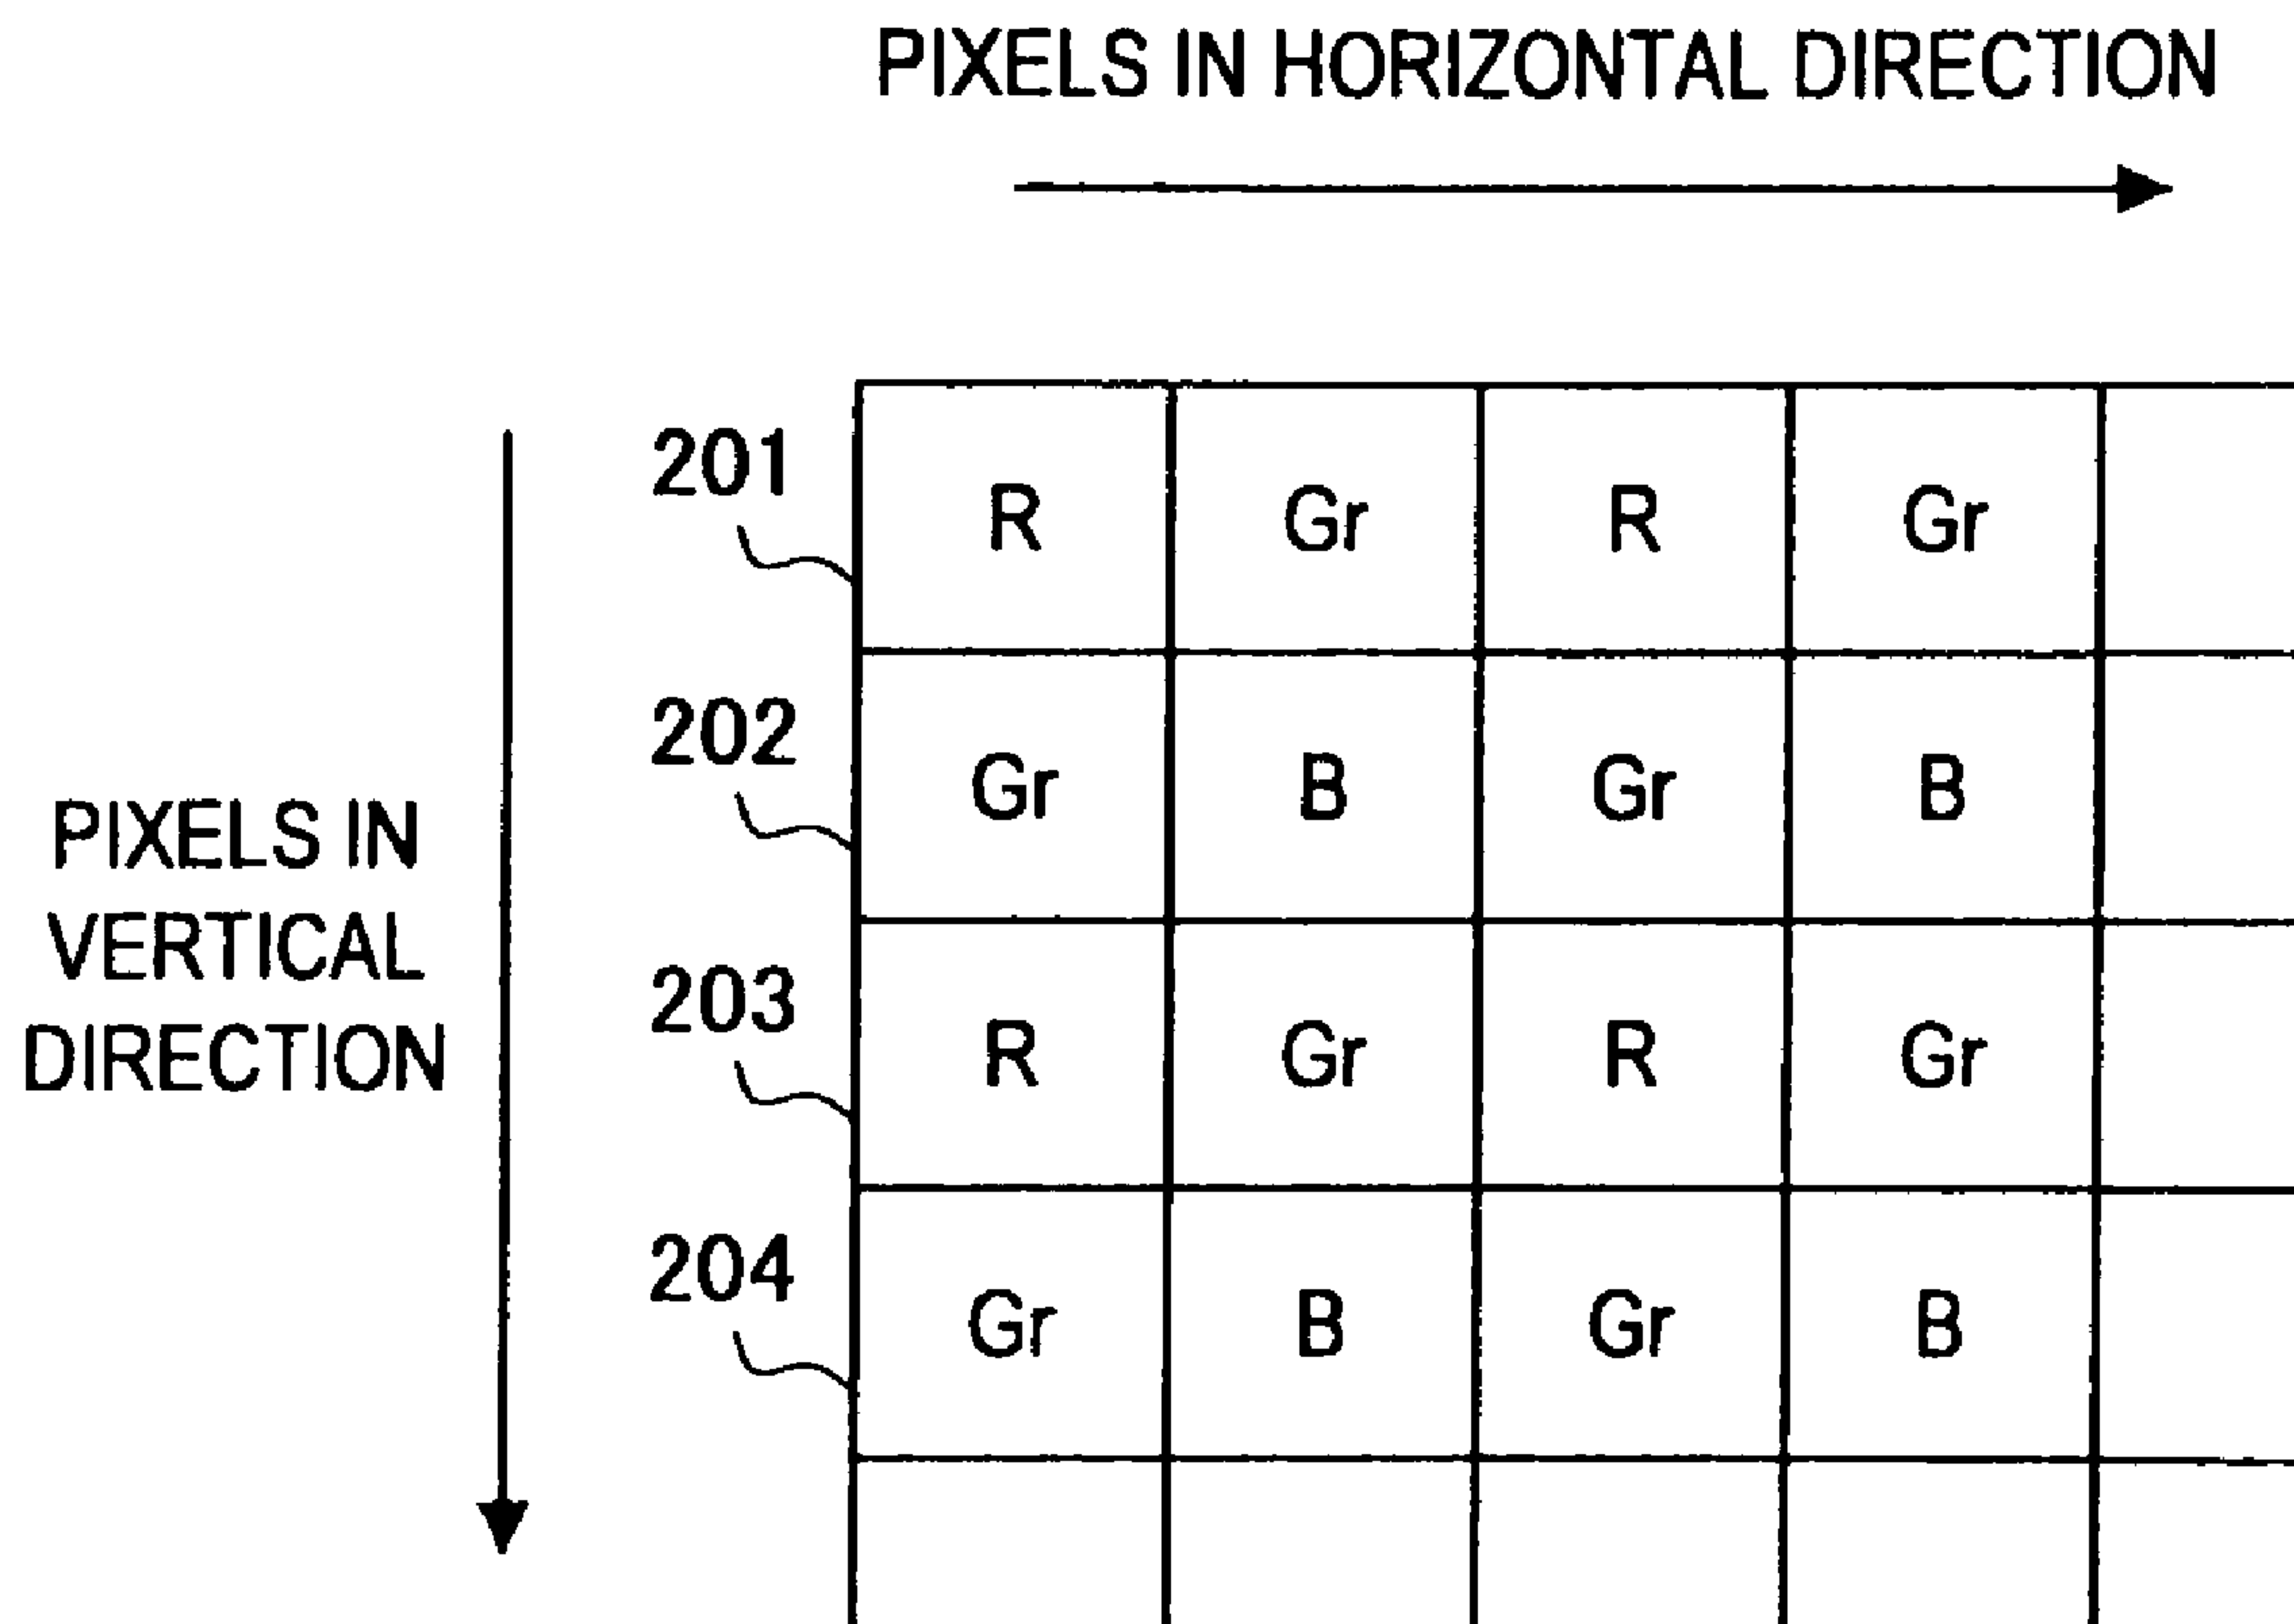 PIXELS IN HORIZONTAL DIRECTION
PIXELS IN
VERTICAL
DIRECTION
201 R Gr R Gr
202 Gr B Gr B
203 R Gr R Gr
204 Gr B Gr B